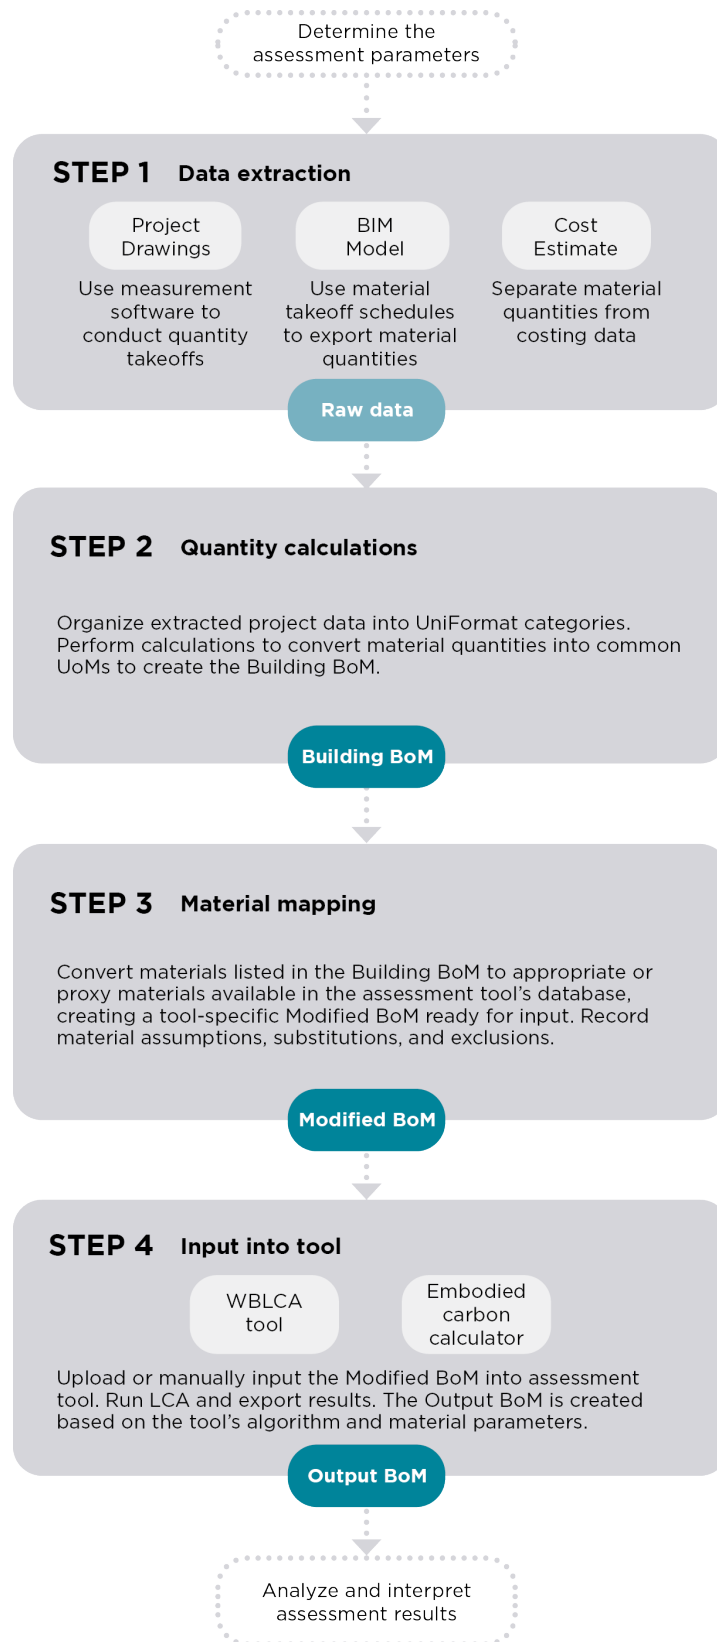 Determine the
assessment parameters
STEP 1 Data extraction
Project
Drawings
Use measurement
software to
conduct quantity
takeoffs
BIM
Model
Use material
takeoff schedules
to export material
quantities
Cost
Estimate
Separate material
quantities from
costing data
Raw data
STEP 2 Quantity calculations
Organize extracted project data into UniFormat categories.
Perform calculations to convert material quantities into common
UoMs to create the Building BoM.
Building BoM
STEP 3 Material mapping
Convert materials listed in the Building BoM to appropriate or
proxy materials available in the assessment tool’s database,
creating a tool-specific Modified BoM ready for input. Record
material assumptions, substitutions, and exclusions.
Modified BoM
STEP 4 Input into tool
WBLCA
tool
Embodied
carbon
calculator
Upload or manually input the Modified BoM into assessment
tool. Run LCA and export results. The Output BoM is created
based on the tool’s algorithm and material parameters.
Output BoM
Analyze and interpret
assessment results